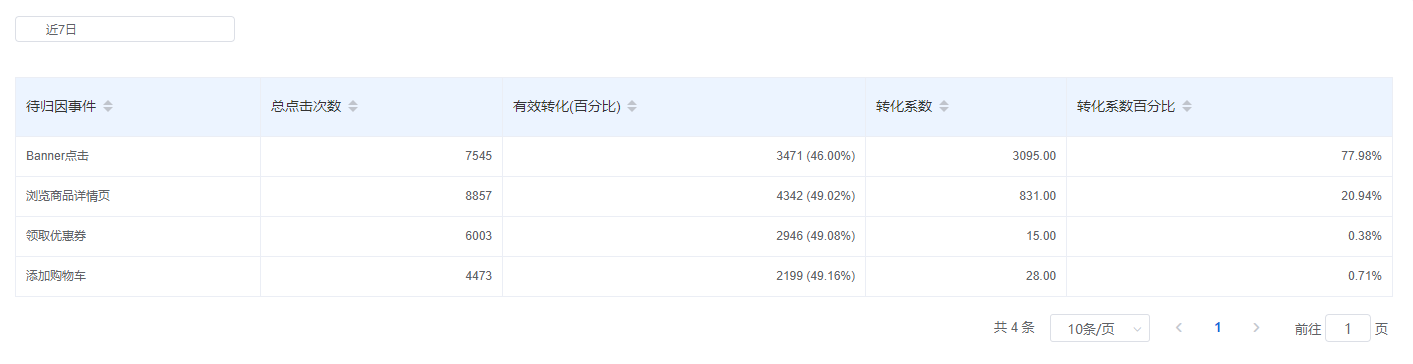 近7日
待归因事件 总点击次数 有效转化(百分比) 转化系数 转化系数百分比
Banner点击 7545 3471 (46.00%) 3095.00 77.98%
浏览商品详情页 8857 4342 (49.02%) 831.00 20.94%
领取优惠券 6003 2946 (49.08%) 15.00 0.38%
添加购物车 4473 2199 (49.16%) 28.00 0.71%
共 4 条 10条/页 1 前往 1 页